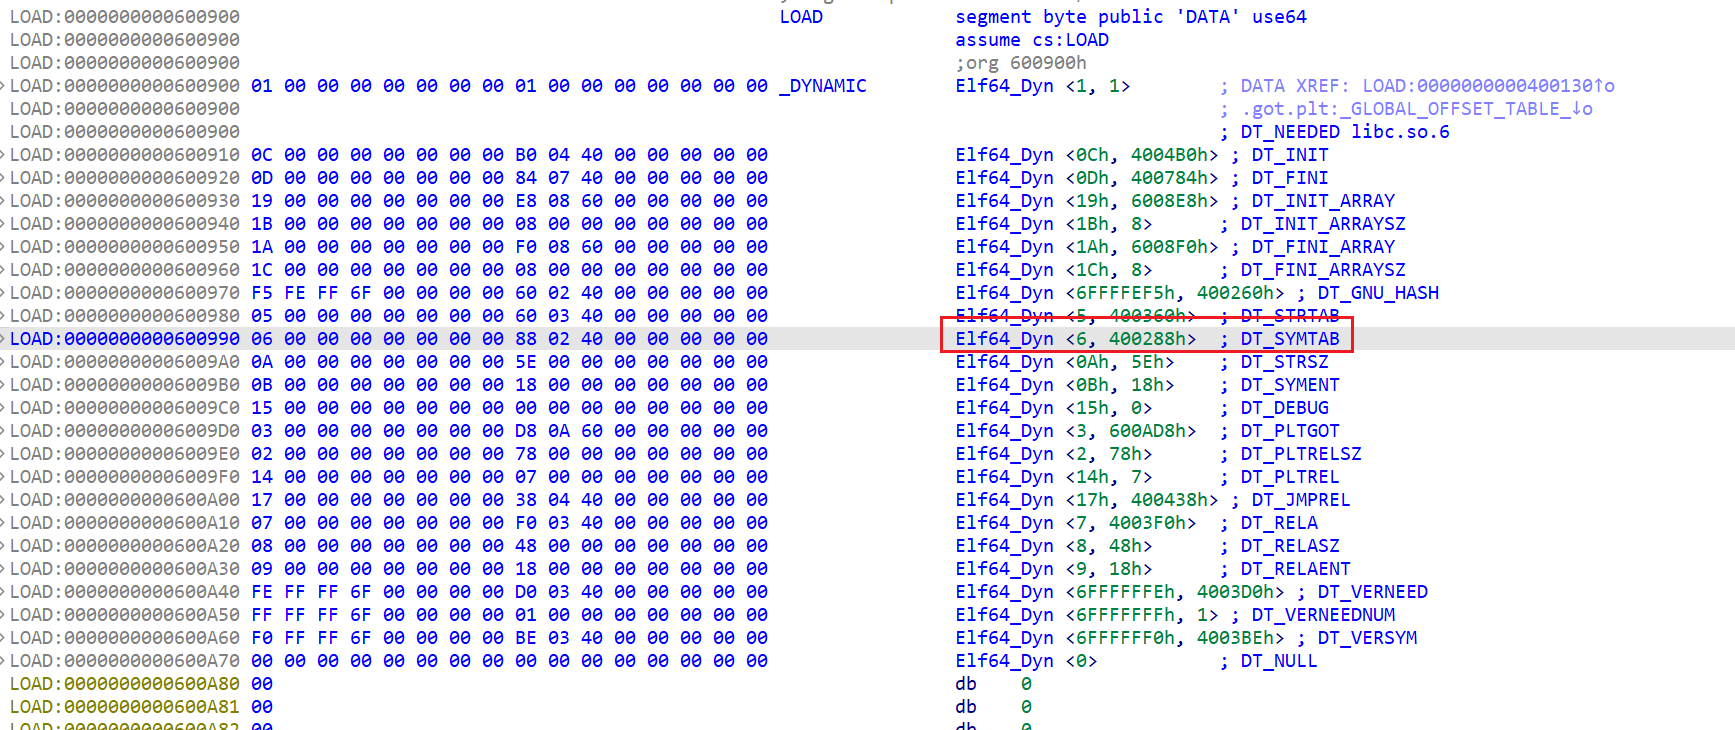 LOAD:0000000000600900 LOAD segment byte public 'DATA' use64
LOAD:0000000000600900 assume cs:LOAD
LOAD:0000000000600900 ;org 600900h
LOAD:0000000000600900 01 00 00 00 00 00 00 00 01 00 00 00 00 00 00 00 _DYNAMIC Elf64_Dyn <1, 1> ; DATA XREF: LOAD:0000000000400130↑o
LOAD:0000000000600900 ; .got.plt:_GLOBAL_OFFSET_TABLE_↓o
LOAD:0000000000600900 ; DT_NEEDED libc.so.6
LOAD:0000000000600910 0C 00 00 00 00 00 00 00 B0 04 40 00 00 00 00 00 Elf64_Dyn <0Ch, 4004B0h> ; DT_INIT
LOAD:0000000000600920 0D 00 00 00 00 00 00 00 84 07 40 00 00 00 00 00 Elf64_Dyn <0Dh, 400784h> ; DT_FINI
LOAD:0000000000600930 19 00 00 00 00 00 00 00 E8 08 60 00 00 00 00 00 Elf64_Dyn <19h, 6008E8h> ; DT_INIT_ARRAY
LOAD:0000000000600940 1B 00 00 00 00 00 00 00 08 00 00 00 00 00 00 00 Elf64_Dyn <1Bh, 8> ; DT_INIT_ARRAYSZ
LOAD:0000000000600950 1A 00 00 00 00 00 00 00 F0 08 60 00 00 00 00 00 Elf64_Dyn <1Ah, 6008F0h> ; DT_FINI_ARRAY
LOAD:0000000000600960 1C 00 00 00 00 00 00 00 08 00 00 00 00 00 00 00 Elf64_Dyn <1Ch, 8> ; DT_FINI_ARRAYSZ
LOAD:0000000000600970 F5 FE FF 6F 00 00 00 00 60 02 40 00 00 00 00 00 Elf64_Dyn <6FFFFEF5h, 400260h> ; DT_GNU_HASH
LOAD:0000000000600980 05 00 00 00 00 00 00 00 60 03 40 00 00 00 00 00 Elf64_Dyn <5, 400360h> ; DT_STRTAB
LOAD:0000000000600990 06 00 00 00 00 00 00 00 88 02 40 00 00 00 00 00 Elf64_Dyn <6, 400288h> ; DT_SYMTAB
LOAD:00000000006009A0 0A 00 00 00 00 00 00 00 5E 00 00 00 00 00 00 00 Elf64_Dyn <0Ah, 5Eh> ; DT_STRSZ
LOAD:00000000006009B0 0B 00 00 00 00 00 00 00 18 00 00 00 00 00 00 00 Elf64_Dyn <0Bh, 18h> ; DT_SYMENT
LOAD:00000000006009C0 15 00 00 00 00 00 00 00 00 00 00 00 00 00 00 00 Elf64_Dyn <15h, 0> ; DT_DEBUG
LOAD:00000000006009D0 03 00 00 00 00 00 00 00 D8 0A 60 00 00 00 00 00 Elf64_Dyn <3, 600AD8h> ; DT_PLTGOT
LOAD:00000000006009E0 02 00 00 00 00 00 00 00 78 00 00 00 00 00 00 00 Elf64_Dyn <2, 78h> ; DT_PLTRELSZ
LOAD:00000000006009F0 14 00 00 00 00 00 00 00 07 00 00 00 00 00 00 00 Elf64_Dyn <14h, 7> ; DT_PLTREL
LOAD:0000000000600A00 17 00 00 00 00 00 00 00 38 04 40 00 00 00 00 00 Elf64_Dyn <17h, 400438h> ; DT_JMPREL
LOAD:0000000000600A10 07 00 00 00 00 00 00 00 F0 03 40 00 00 00 00 00 Elf64_Dyn <7, 4003F0h> ; DT_RELA
LOAD:0000000000600A20 08 00 00 00 00 00 00 00 48 00 00 00 00 00 00 00 Elf64_Dyn <8, 48h> ; DT_RELASZ
LOAD:0000000000600A30 09 00 00 00 00 00 00 00 18 00 00 00 00 00 00 00 Elf64_Dyn <9, 18h> ; DT_RELAENT
LOAD:0000000000600A40 FE FF FF 6F 00 00 00 00 D0 03 40 00 00 00 00 00 Elf64_Dyn <6FFFFFFEh, 4003D0h> ; DT_VERNEED
LOAD:0000000000600A50 FF FF FF 6F 00 00 00 00 01 00 00 00 00 00 00 00 Elf64_Dyn <6FFFFFFFh, 1> ; DT_VERNEEDNUM
LOAD:0000000000600A60 F0 FF FF 6F 00 00 00 00 BE 03 40 00 00 00 00 00 Elf64_Dyn <6FFFFFF0h, 4003BEh> ; DT_VERSYM
LOAD:0000000000600A70 00 00 00 00 00 00 00 00 00 00 00 00 00 00 00 00 Elf64_Dyn <0> ; DT_NULL
LOAD:0000000000600A80 00 db 0
LOAD:0000000000600A81 00 db 0
LOAD:0000000000600A82 00 db 0